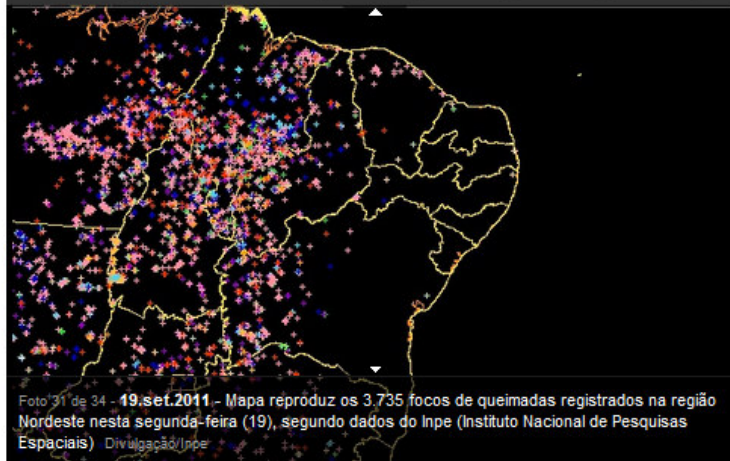 Foto 31 de 34 - 19.set.2011 - Mapa reproduz os 3.735 focos de queimadas registrados na região
Nordeste nesta segunda-feira (19), segundo dados do Inpe (Instituto Nacional de Pesquisas
Espaciais) Divulgação/Inpe